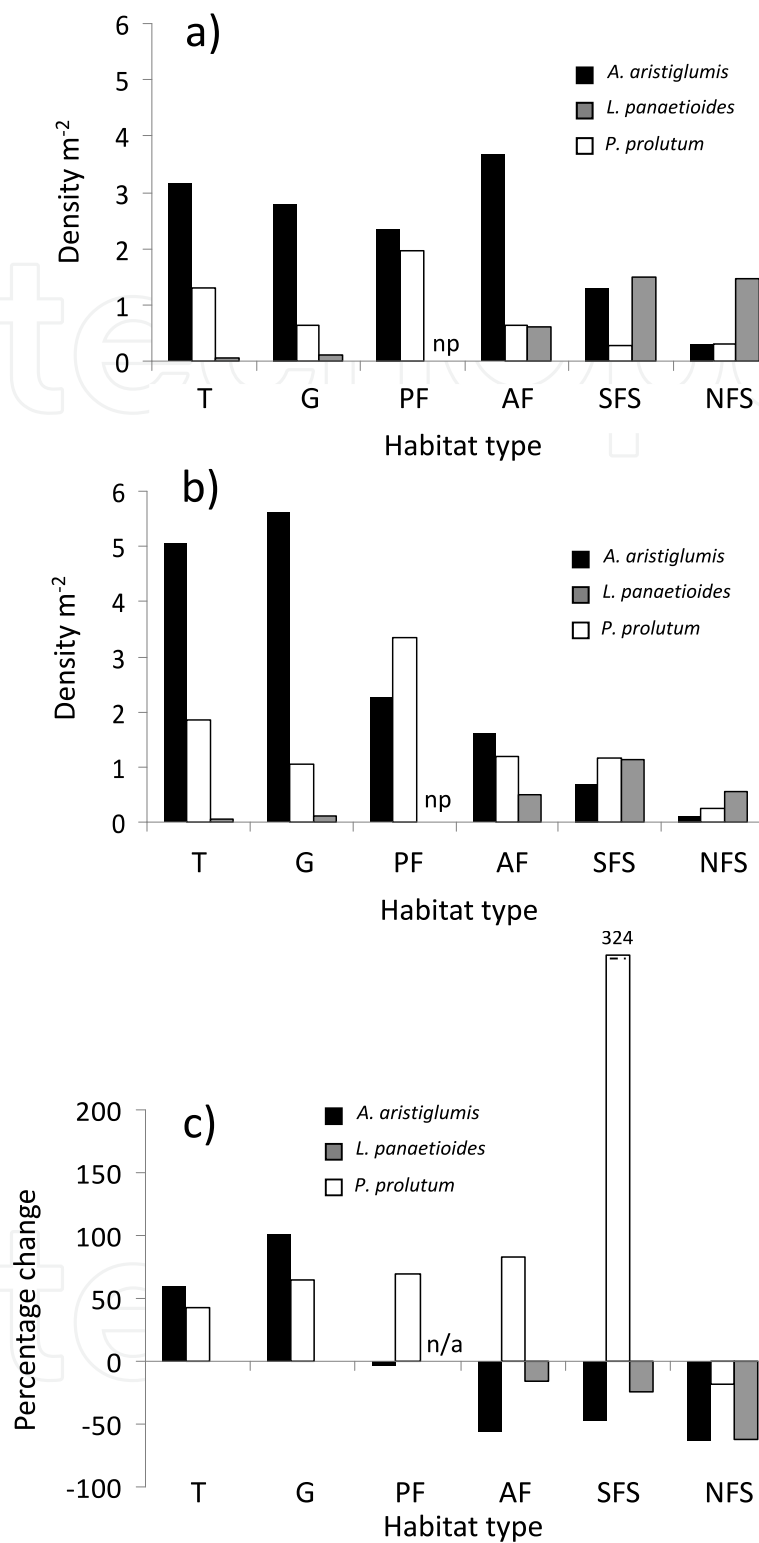 a)
6
5
4
3
2
1
0
Density m-2
A. aristiglumis
L. panaetioides
P. prolutum
np
T G PF AF SFS NFS
Habitat type
b)
6
5
4
3
2
1
0
Density m-2
A. aristiglumis
L. panaetioides
P. prolutum
np
T G PF AF SFS NFS
Habitat type
324
c)
200
150
100
50
0
-50
-100
Percentage change
A. aristiglumis
L. panaetioides
P. prolutum
n/a
T G PF AF SFS NFS
Habitat type